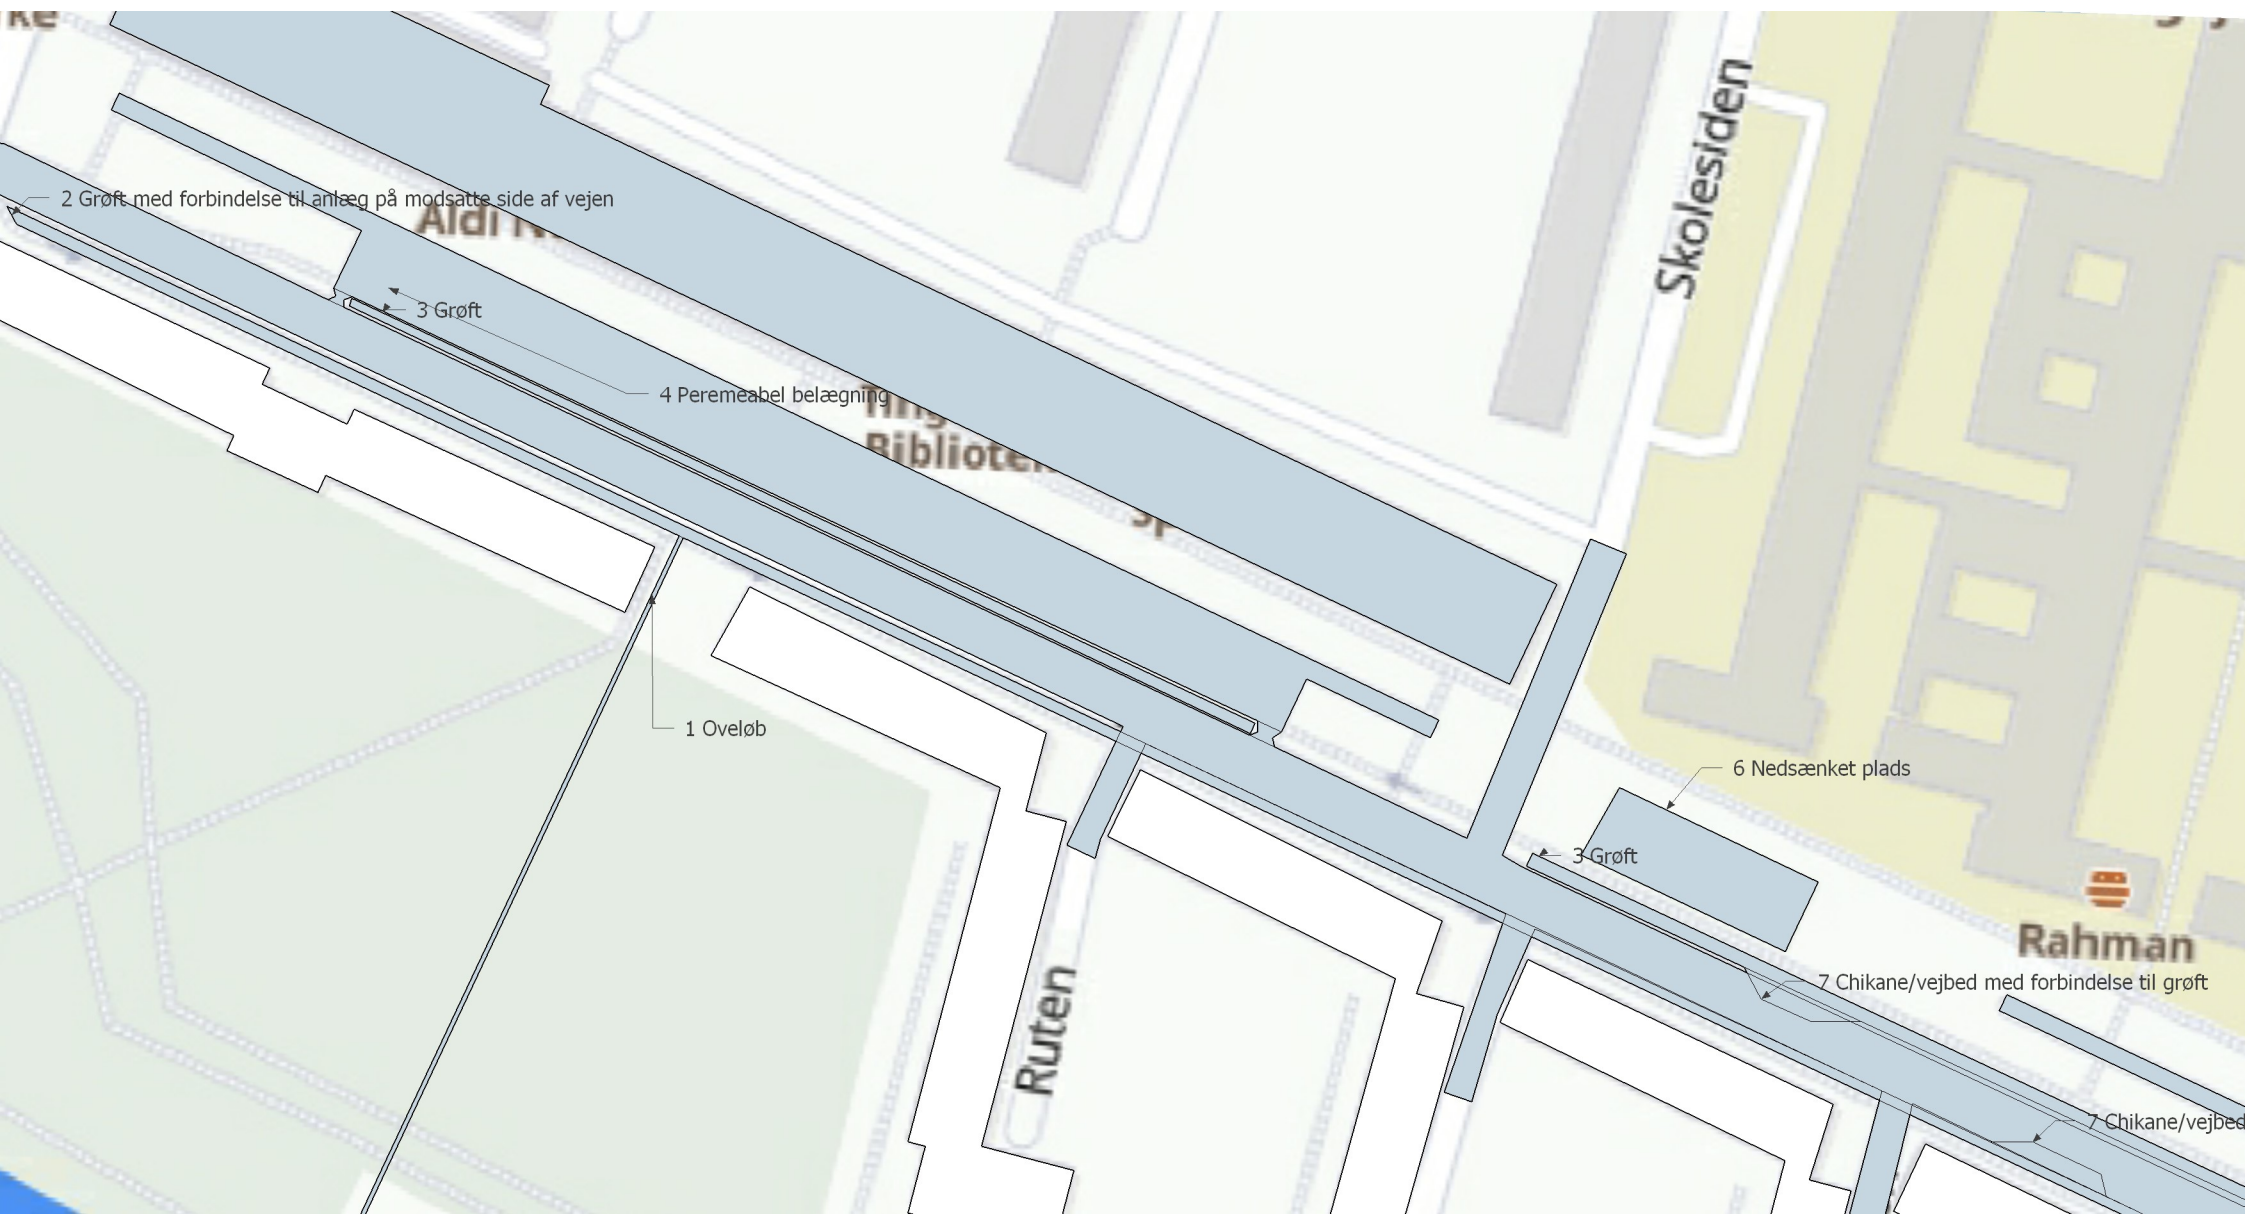 Skolesiden
2 Grøft med forbindelse til anlæg på modsatte side af vejen
Aldi
3 Grøft
4 Peremeabel belægning
1 Oveløb
6 Nedsænket plads
3 Grøft
Rahman
7 Chikane/vejbed med forbindelse til grøft
Ruten
7 Chikane/vejbed